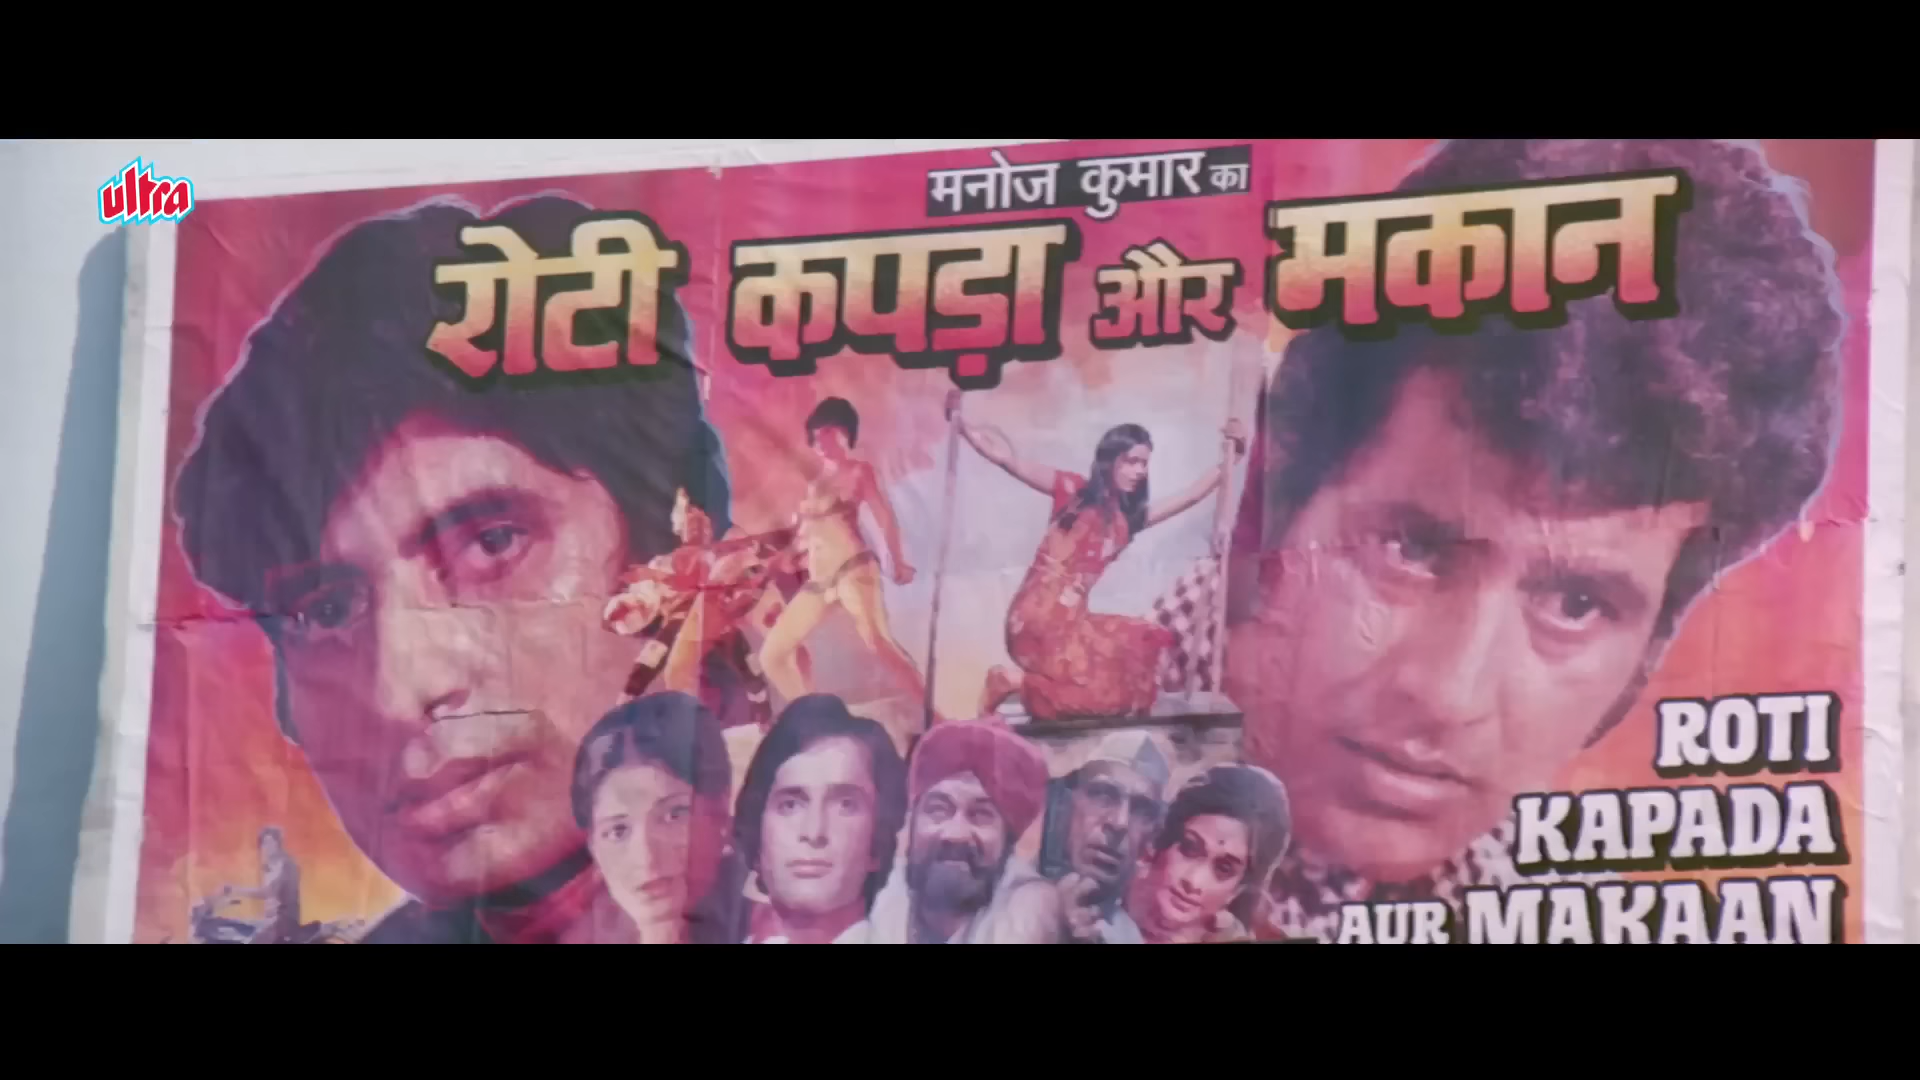 ultra
मनोज कुमार का
रोटी कपड़ा और मकान
ROTI
KAPADA
AUR MAKAAN